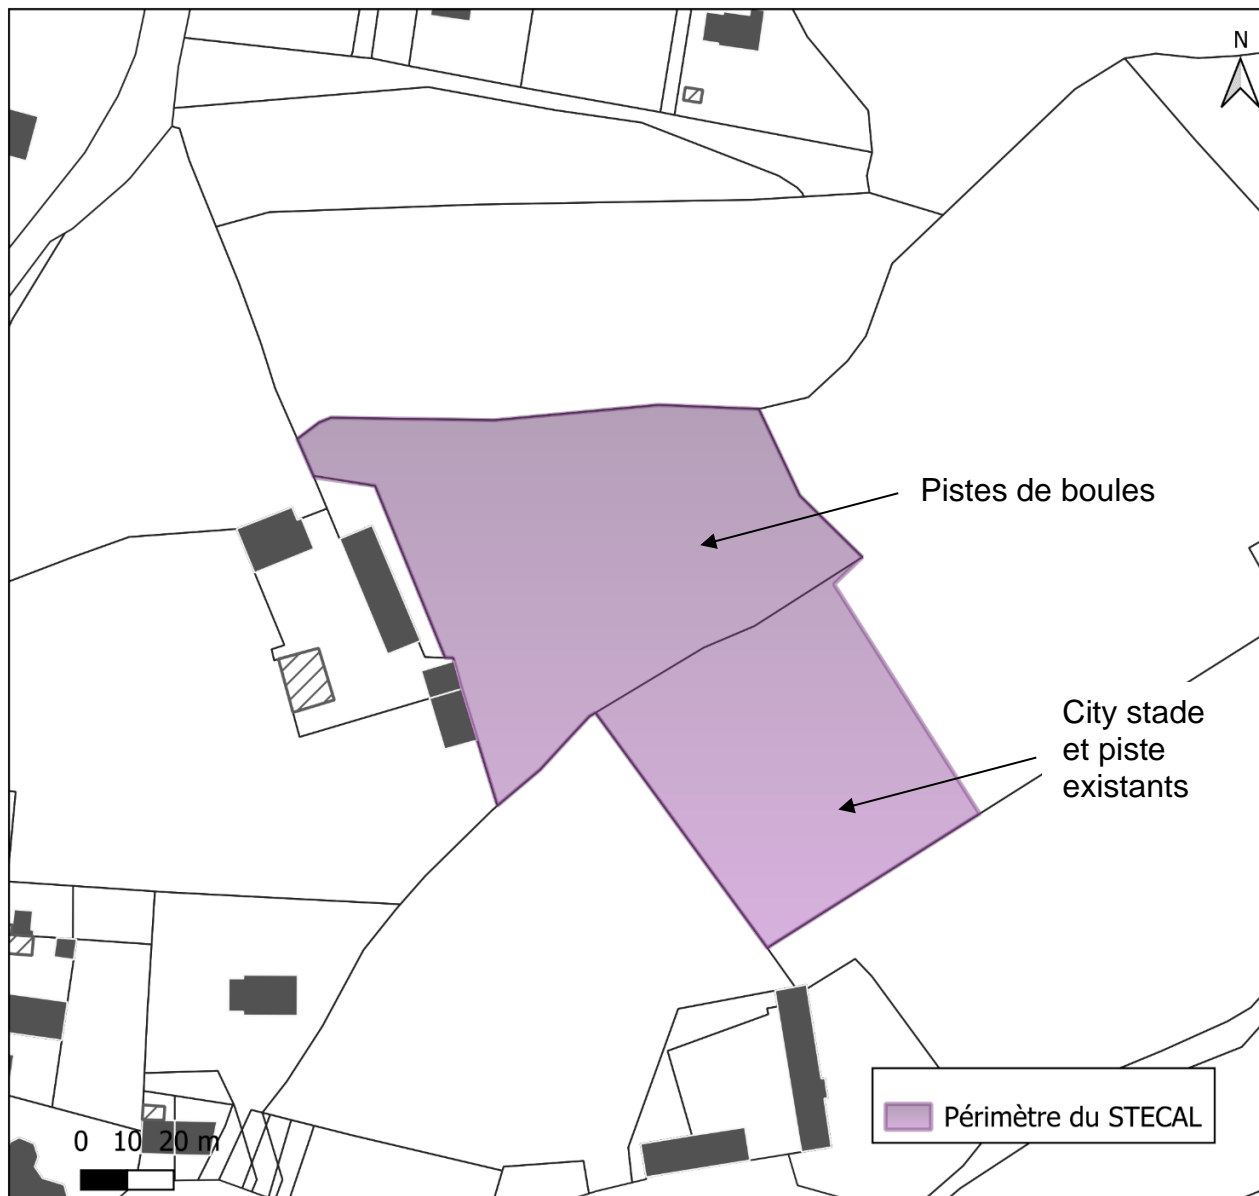 N
Pistes de boules
City stade
et piste
existants
Périmètre du STECAL
0 10 20 m